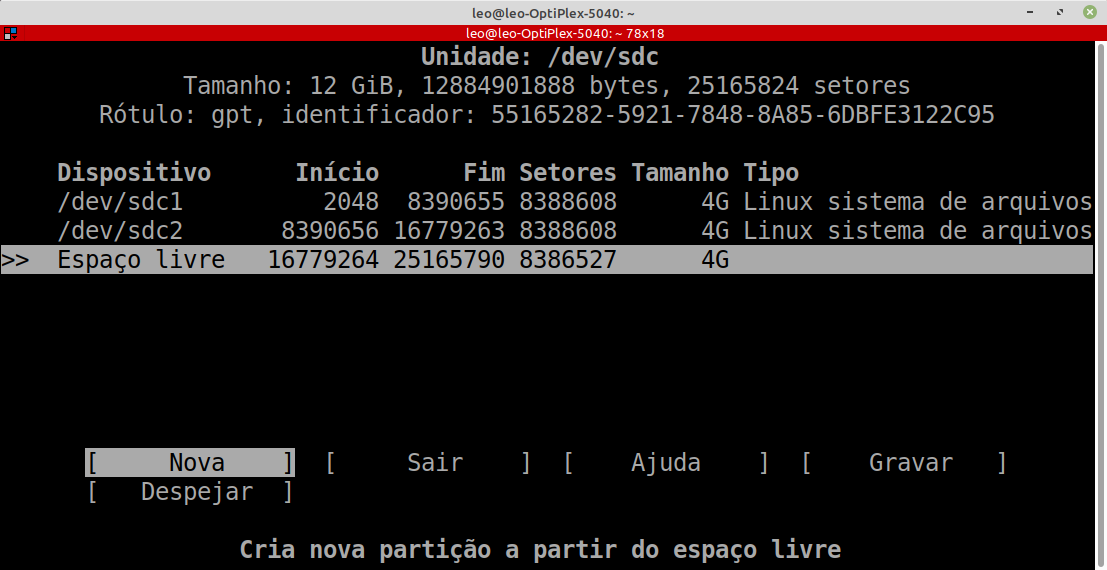 leo@leo-OptiPlex-5040: ~
leo@leo-OptiPlex-5040: ~ 78x18
Unidade: /dev/sdc
Tamanho: 12 GiB, 12884901888 bytes, 25165824 setores
Rótulo: gpt, identificador: 55165282-5921-7848-8A85-6DBFE3122C95
Dispositivo Início Fim Setores Tamanho Tipo
/dev/sdc1 2048 8390655 8388608 4G Linux sistema de arquivos
/dev/sdc2 8390656 16779263 8388608 4G Linux sistema de arquivos
>> Espaço livre 16779264 25165790 8386527 4G
[ Nova ] [ Sair ] [ Ajuda ] [ Gravar ]
[ Despejar ]
Cria nova partição a partir do espaço livre